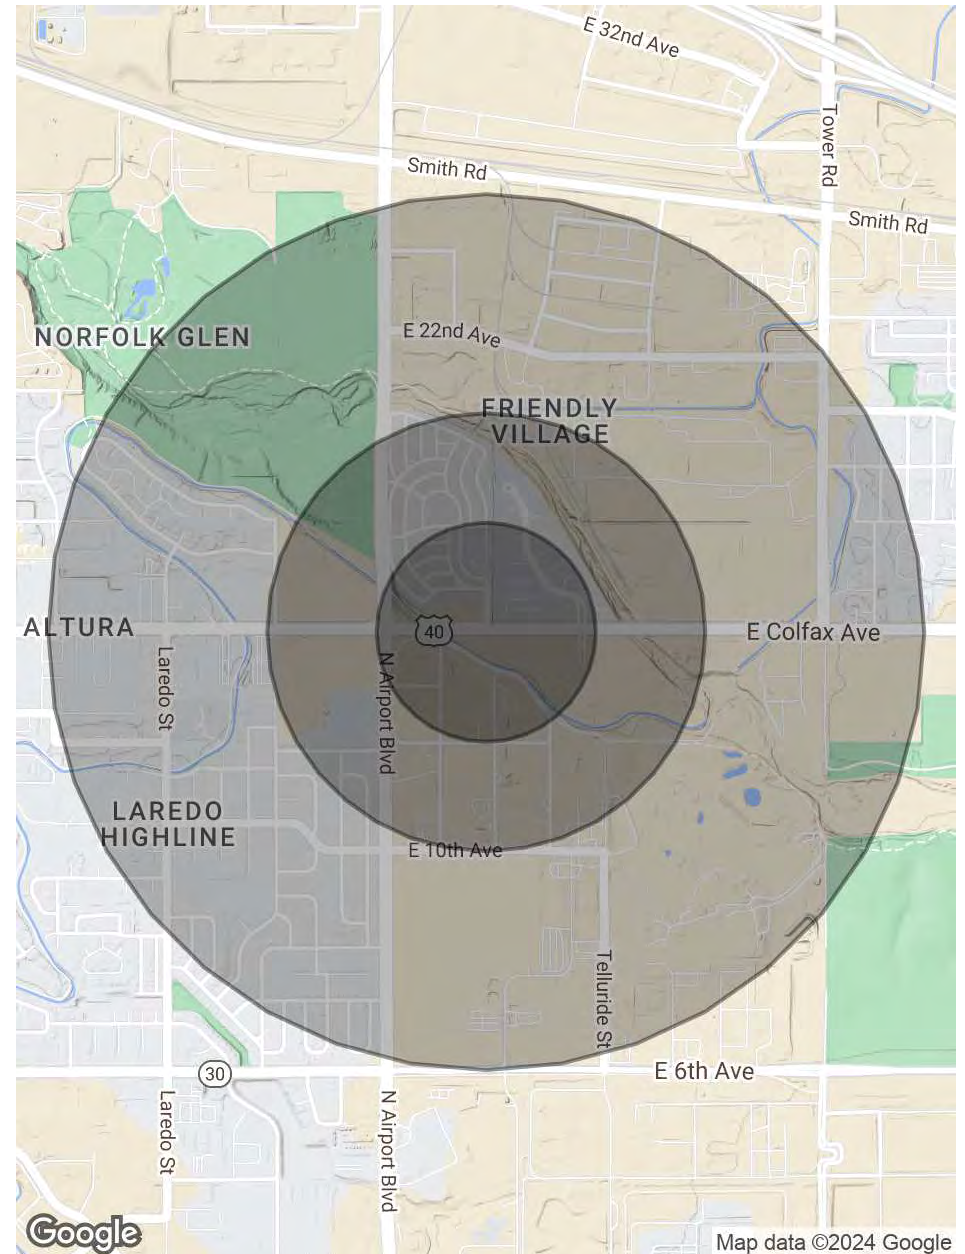 E 32nd Ave
Tower Rd
Smith Rd
Smith Rd
NORFOLK GLEN
E 22nd Ave
FRIENDLY
VILLAGE
ALTURA
40
E Colfax Ave
Laredo St
N Airport Blvd
LAREDO
HIGHLINE
E 10th Ave
Telluride St
30
E 6th Ave
Laredo St
N Airport Blvd
Google
Map data ©2024 Google